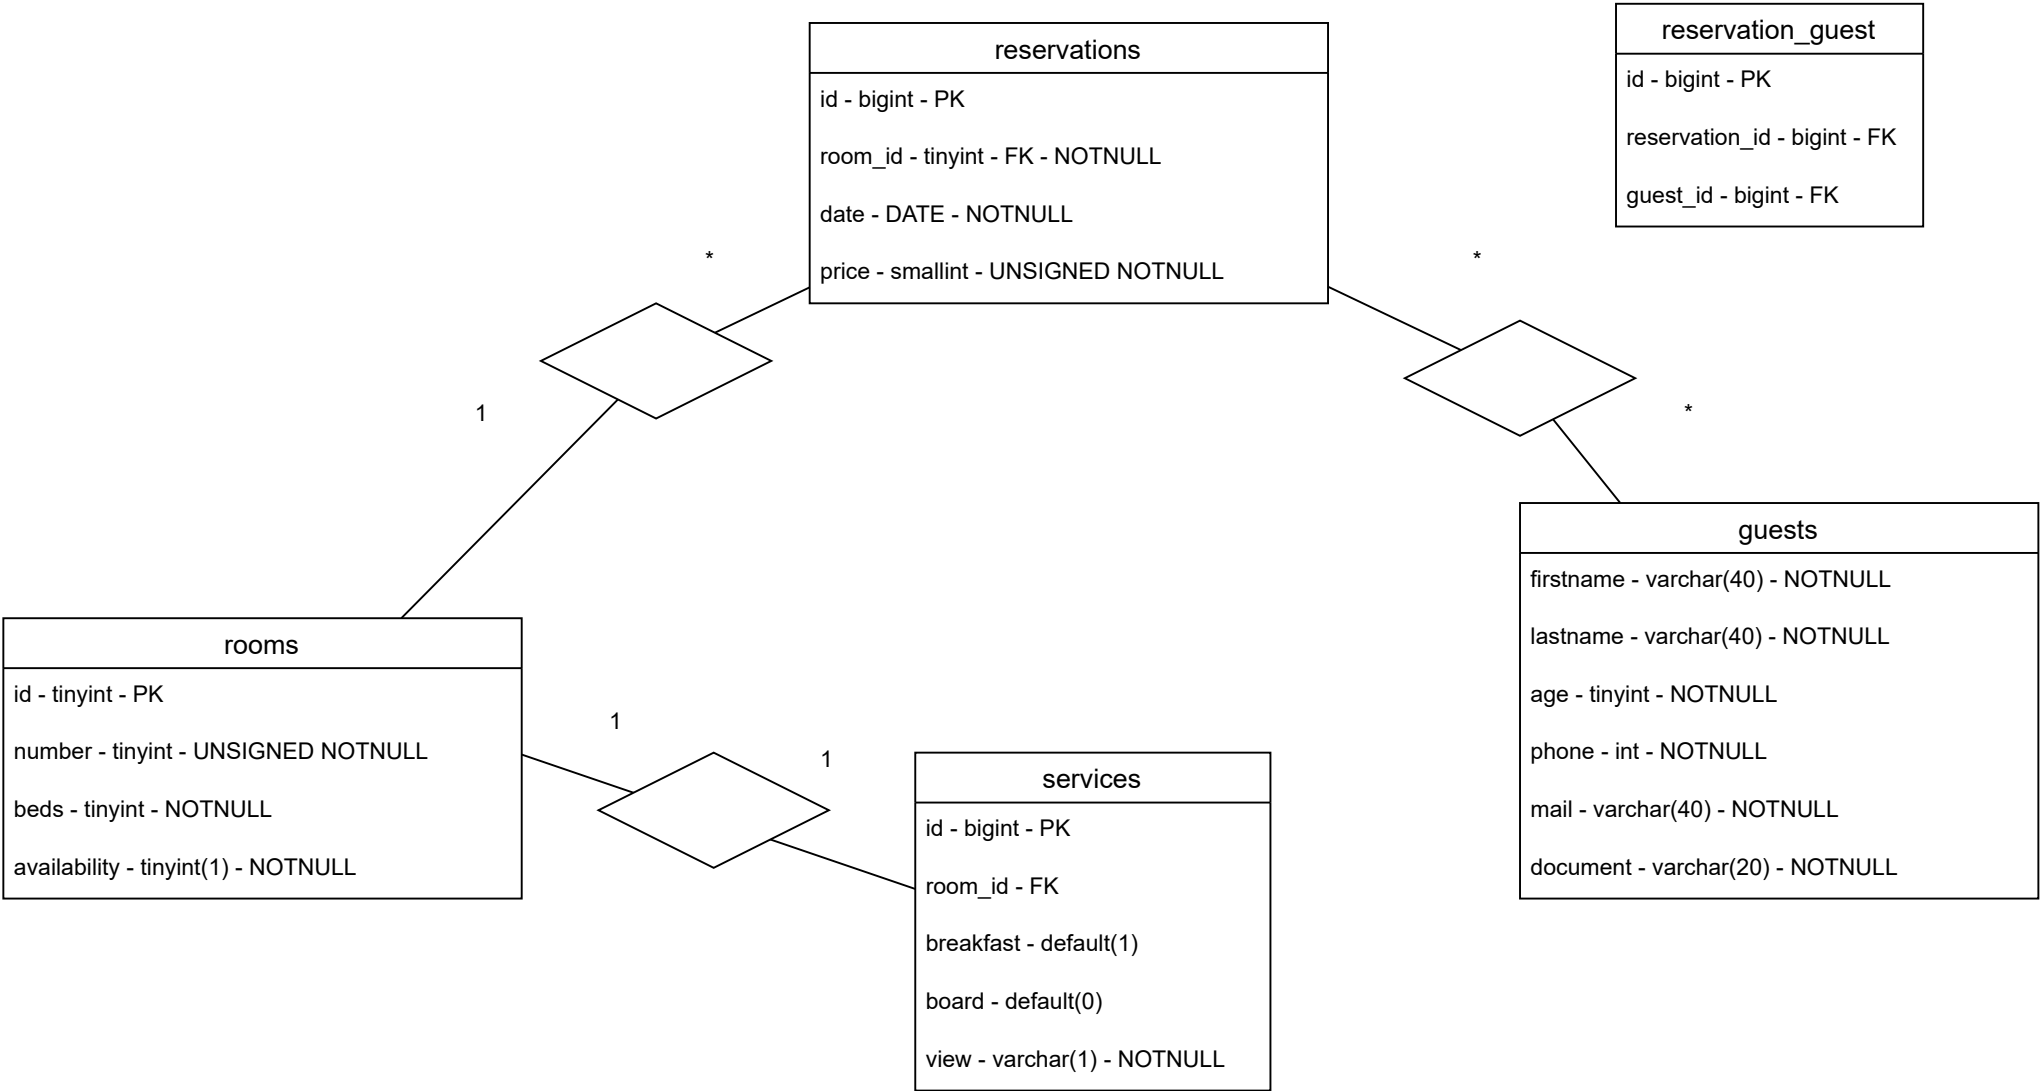 reservations
id - bigint - PK
room_id - tinyint - FK - NOTNULL
date - DATE - NOTNULL
price - smallint - UNSIGNED NOTNULL
reservation_guest
id - bigint - PK
reservation_id - bigint - FK
guest_id - bigint - FK
*
*
1
*
guests
firstname - varchar(40) - NOTNULL
lastname - varchar(40) - NOTNULL
age - tinyint - NOTNULL
phone - int - NOTNULL
mail - varchar(40) - NOTNULL
document - varchar(20) - NOTNULL
rooms
id - tinyint - PK
number - tinyint - UNSIGNED NOTNULL
beds - tinyint - NOTNULL
availability - tinyint(1) - NOTNULL
1
1
services
id - bigint - PK
room_id - FK
breakfast - default(1)
board - default(0)
view - varchar(1) - NOTNULL